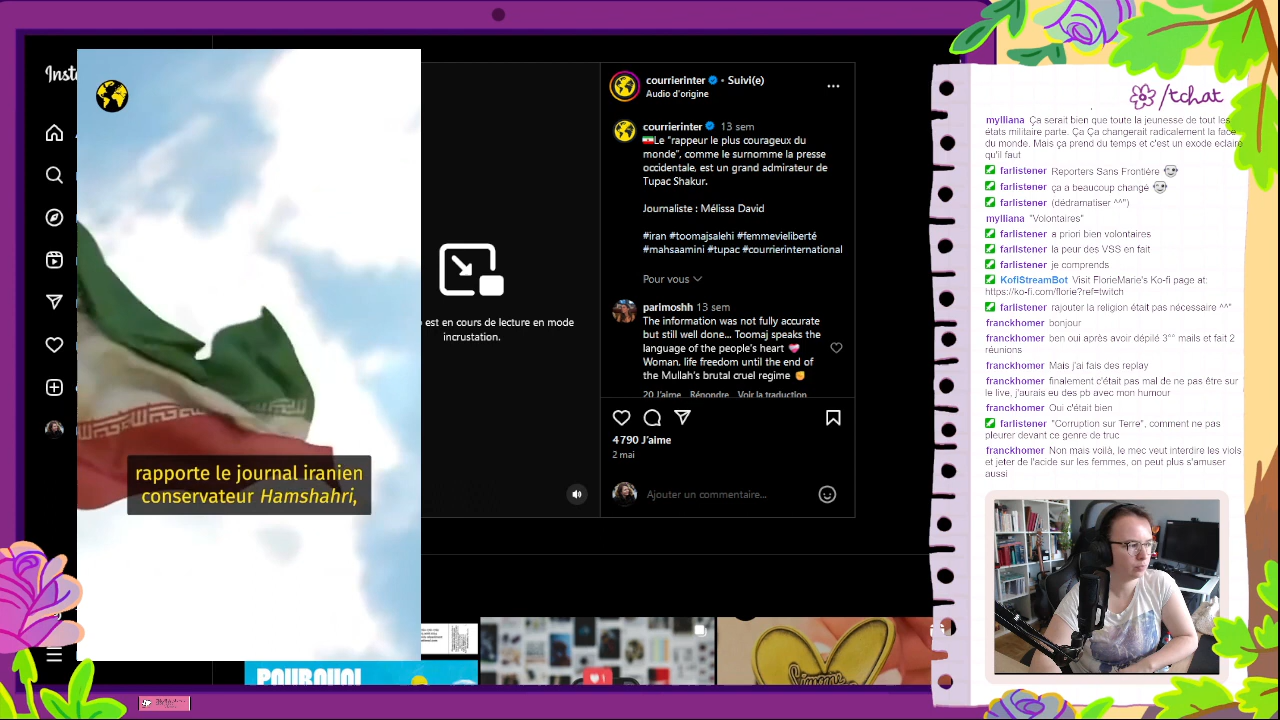 Inst
rapporte le journal iranien
conservateur Hamshahri,
o est en cours de lecture en mode
incrustation.
courrierinter • Suivi(e)
Audio d'origine
courrierinter 13 sem
Le "rappeur le plus courageux du
monde", comme le surnomme la presse
occidentale, est un grand admirateur de
Tupac Shakur.
Journaliste : Mélissa David
#iran #toomajsalehi #femmevieliberté
#mahsaamini #tupac #courrierinternational
Pour vous
parimoshh 13 sem
The information was not fully accurate
but still well done... Toomaj speaks the
language of the people's heart
Woman. life freedom until the end of
the Mullah's brutal cruel regime
20 J'aime Répondre Voir la traduction
4 790 J'aime
2 mai
Ajouter un commentaire...
POURQUOI
Simone
/tchat
mylliana Ça serait bien que toute la jeunesse de tout les
états militaire parte. Ça Ça changerait radicalement la face
du monde. Mais ça prend du temps et c'est un exode eclaire
qu'il faut
farlistener Reporters Sans Frontière
farlistener ça a beaucoup changé
farlistener (dédramatiser ^^")
mylliana "Volontaires"
farlistener a priori bien volontaires
farlistener la peur des VSS en fait
farlistener je comprends
KofiStreamBot Visit FlorieMarie's Ko-fi page at:
https://ko-fi.com/florie?ref=twitch
farlistener rajouter la religion était pas nécessaire ^^"
franckhomer bonjour
franckhomer ben oui après avoir dépilé 3°° mails et fait 2
réunions
franckhomer Mais j'ai fais des replay
franckhomer finalement c'était pas mal de ne pas être sur
le live, j'aurais eu des pb avec mon humour
franckhomer Oui c'était bien
farlistener "Corruption sur Terre", comment ne pas
pleurer devant ce genre de truc
franckhomer Non mais voilà, le mec veut interdire les viols
et jeter de l'acide sur les femmes, on peut plus s'amuser
aussi